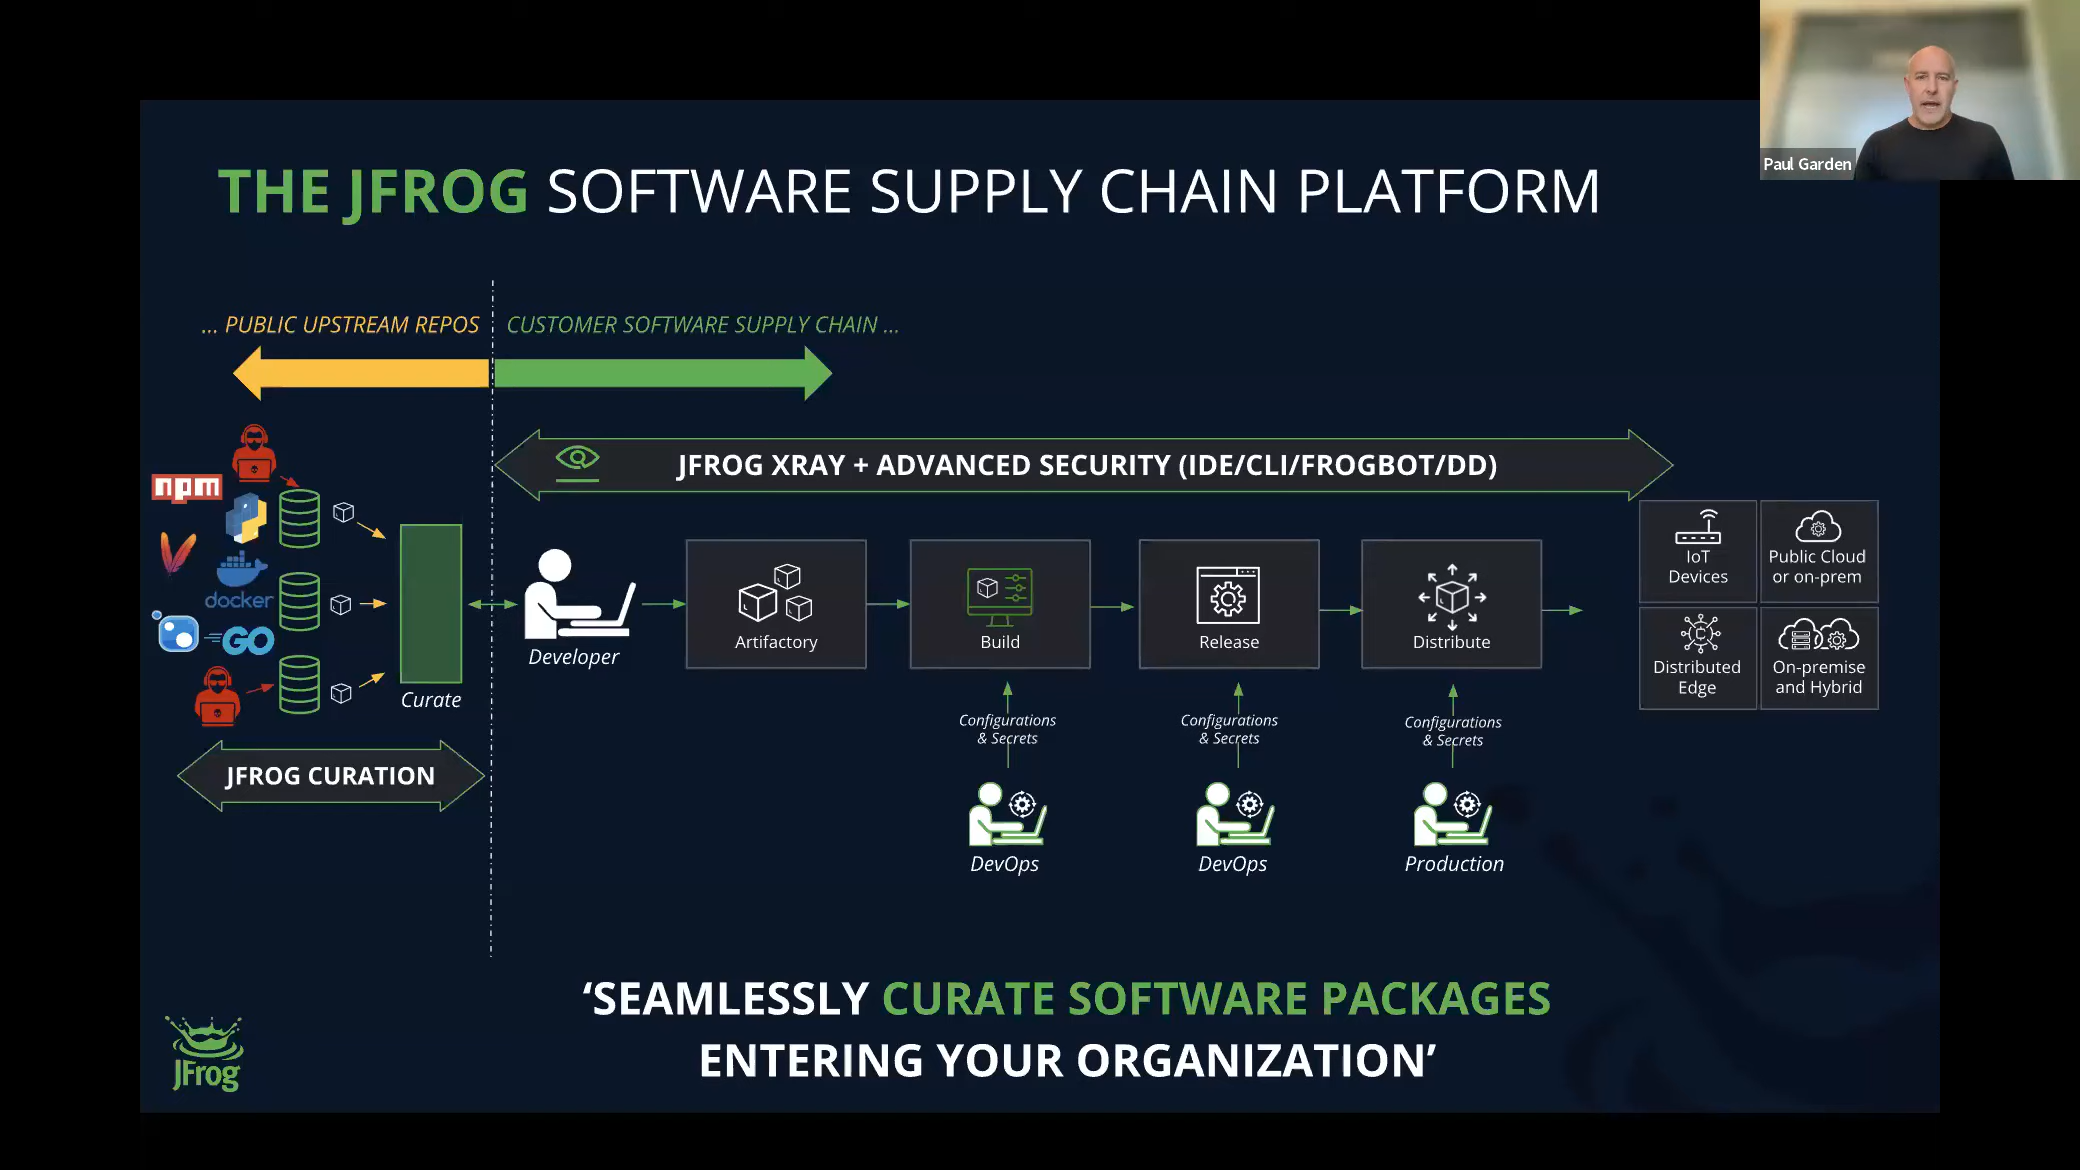 Paul Garden
THE JFROG SOFTWARE SUPPLY CHAIN PLATFORM
... PUBLIC UPSTREAM REPOS
CUSTOMER SOFTWARE SUPPLY CHAIN ...
JFROG XRAY + ADVANCED SECURITY (IDE/CLI/FROGBOT/DD)
npm
docker
GO
Curate
Developer
Artifactory
Build
Release
Distribute
IoT
Devices
Public Cloud
or on-prem
Distributed
Edge
On-premise
and Hybrid
JFROG CURATION
Configurations
& Secrets
Configurations
& Secrets
Configurations
& Secrets
DevOps
DevOps
Production
‘SEAMLESSLY CURATE SOFTWARE PACKAGES
ENTERING YOUR ORGANIZATION’
JFrog